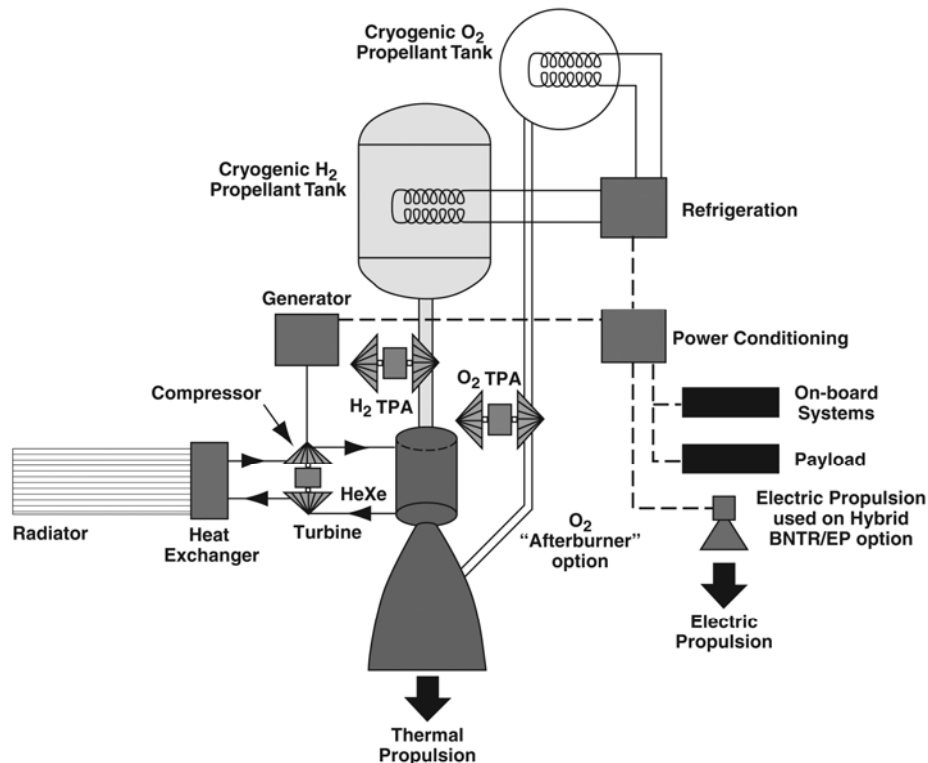 Cryogenic O2
Propellant Tank
Cryogenic H2
Propellant Tank
Refrigeration
Generator
Power Conditioning
Compressor
H2 TPA
O2 TPA
On-board
Systems
Payload
HeXe
Radiator
Heat
Exchanger
Turbine
O2
“Afterburner”
option
Electric Propulsion
used on Hybrid
BNTR/EP option
Electric
Propulsion
Thermal
Propulsion